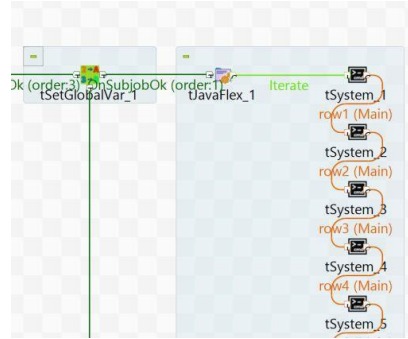 Ok (order:3)
OnSubjobOk (order:1)
Iterate
tSetGlobalVar_1
tJavaFlex_1
tSystem_1
row1 (Main)
tSystem_2
row2 (Main)
tSystem_3
row3 (Main)
tSystem_4
row4 (Main)
tSystem_5